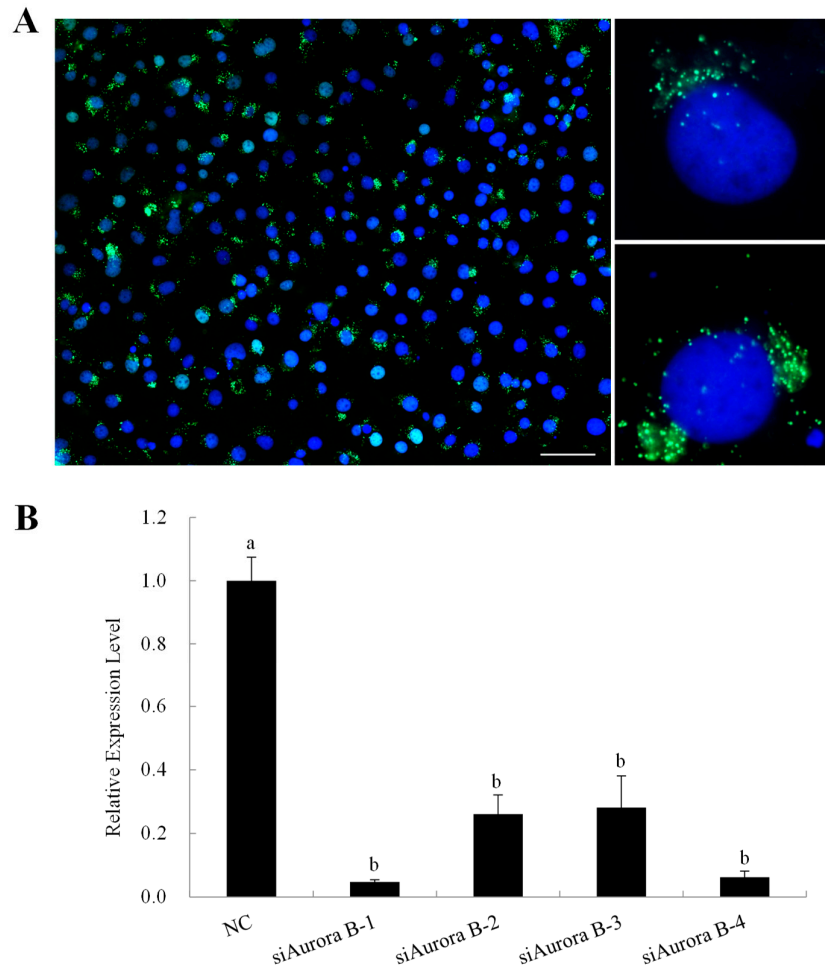 A
B
1.2
1.0
0.8
0.6
0.4
0.2
0.0
Relative Expression Level
a
b
b
b
b
NC
siAurora B-1
siAurora B-2
siAurora B-3
siAurora B-4